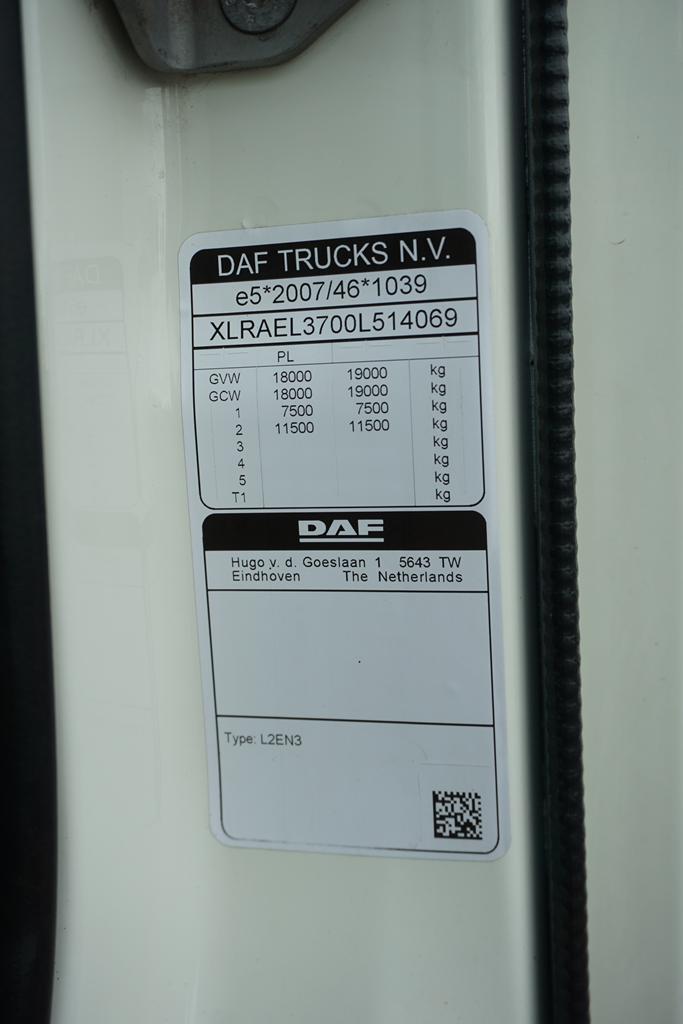 DAF TRUCKS N.V.
e5*2007/46*1039
XLRAEL3700L514069
PL
GVW 18000 19000 kg
GCW 18000 19000 kg
1 7500 7500 kg
2 11500 11500 kg
3 kg
4 kg
5 kg
T1 kg
DAF
Hugo v. d. Goeslaan 1 5643 TW
Eindhoven The Netherlands
Type: L2EN3